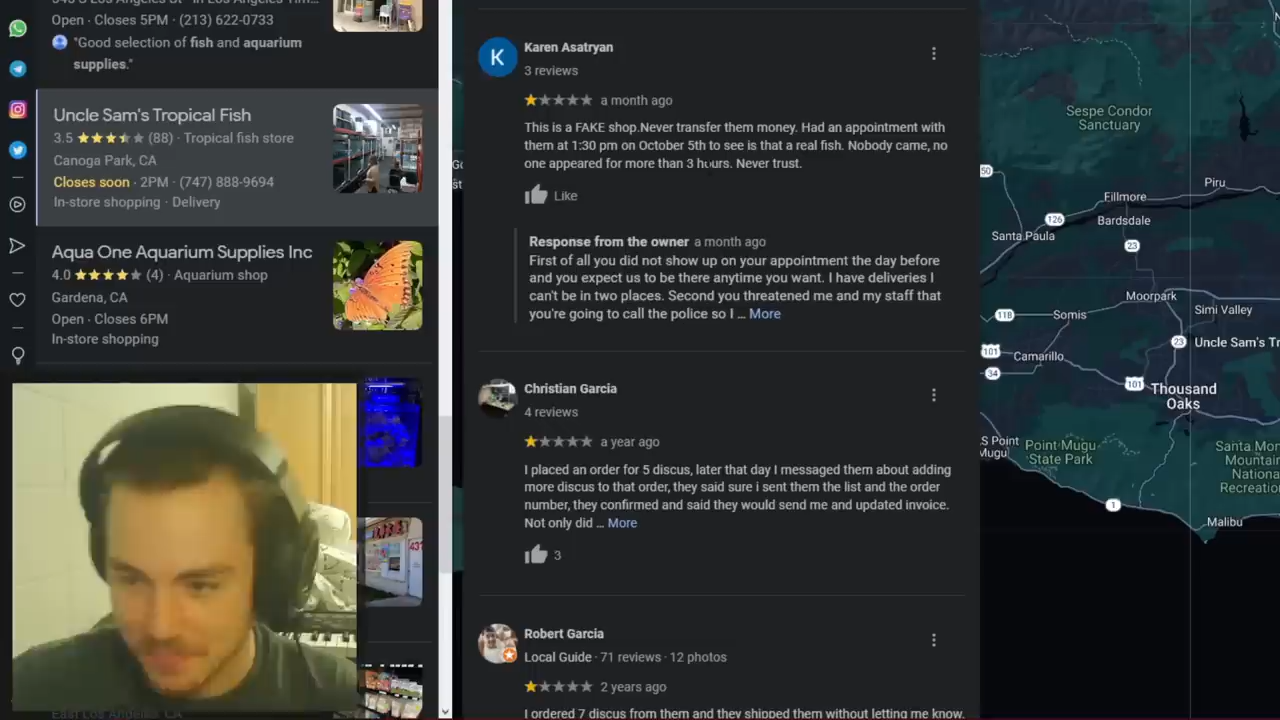 Open · Closes 5PM · (213) 622-0733
"Good selection of fish and aquarium
supplies."
Uncle Sam's Tropical Fish
3.5 (88) · Tropical fish store
Canoga Park, CA
Closes soon · 2PM · (747) 888-9694
In-store shopping · Delivery
Aqua One Aquarium Supplies Inc
4.0 (4) · Aquarium shop
Gardena, CA
Open · Closes 6PM
In-store shopping
K
Karen Asatryan
3 reviews
a month ago
This is a FAKE shop.Never transfer them money. Had an appointment with
them at 1:30 pm on October 5th to see is that a real fish. Nobody came, no
one appeared for more than 3 hours. Never trust.
Like
Response from the owner a month ago
First of all you did not show up on your appointment the day before
and you expect us to be there anytime you want. I have deliveries I
can't be in two places. Second you threatened me and my staff that
you're going to call the police so I ... More
Christian Garcia
4 reviews
a year ago
I placed an order for 5 discus, later that day I messaged them about adding
more discus to that order, they said sure i sent them the list and the order
number, they confirmed and said they would send me and updated invoice.
Not only did ... More
3
Robert Garcia
Local Guide · 71 reviews · 12 photos
2 years ago
I ordered 7 discus from them and they shipped them without letting me know.
Sespe Condor
Sanctuary
50
Piru
Fillmore
126
Bardsdale
Santa Paula
23
Moorpark
118
Somis
Simi Valley
101
Camarillo
23
Uncle Sam's Tr
34
101
Thousand
Oaks
S Point
Mugu
Point Mugu
State Park
Santa Mon
Mountain
National
Recreatio
1
Malibu